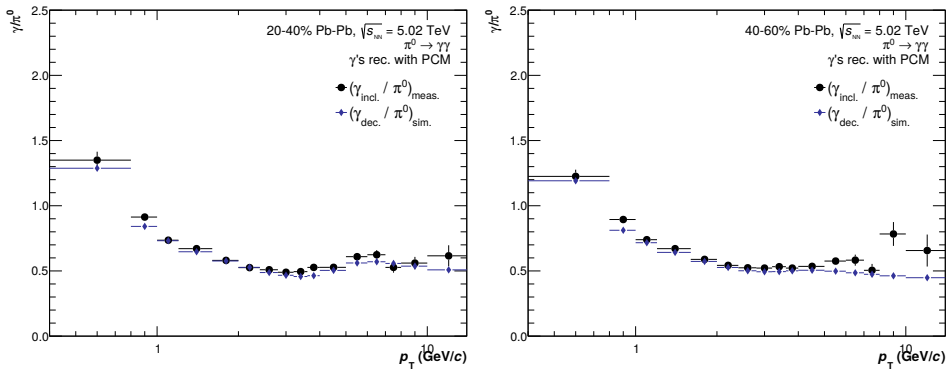 γ/π⁰
2.5
2.0
1.5
1.0
0.5
0.0
20-40% Pb-Pb, √s_NN = 5.02 TeV
π⁰ → γγ
γ's rec. with PCM
(γ_incl. / π⁰)_meas.
(γ_dec. / π⁰)_sim.
1
10
p_T (GeV/c)
γ/π⁰
2.5
2.0
1.5
1.0
0.5
0.0
40-60% Pb-Pb, √s_NN = 5.02 TeV
π⁰ → γγ
γ's rec. with PCM
(γ_incl. / π⁰)_meas.
(γ_dec. / π⁰)_sim.
1
10
p_T (GeV/c)